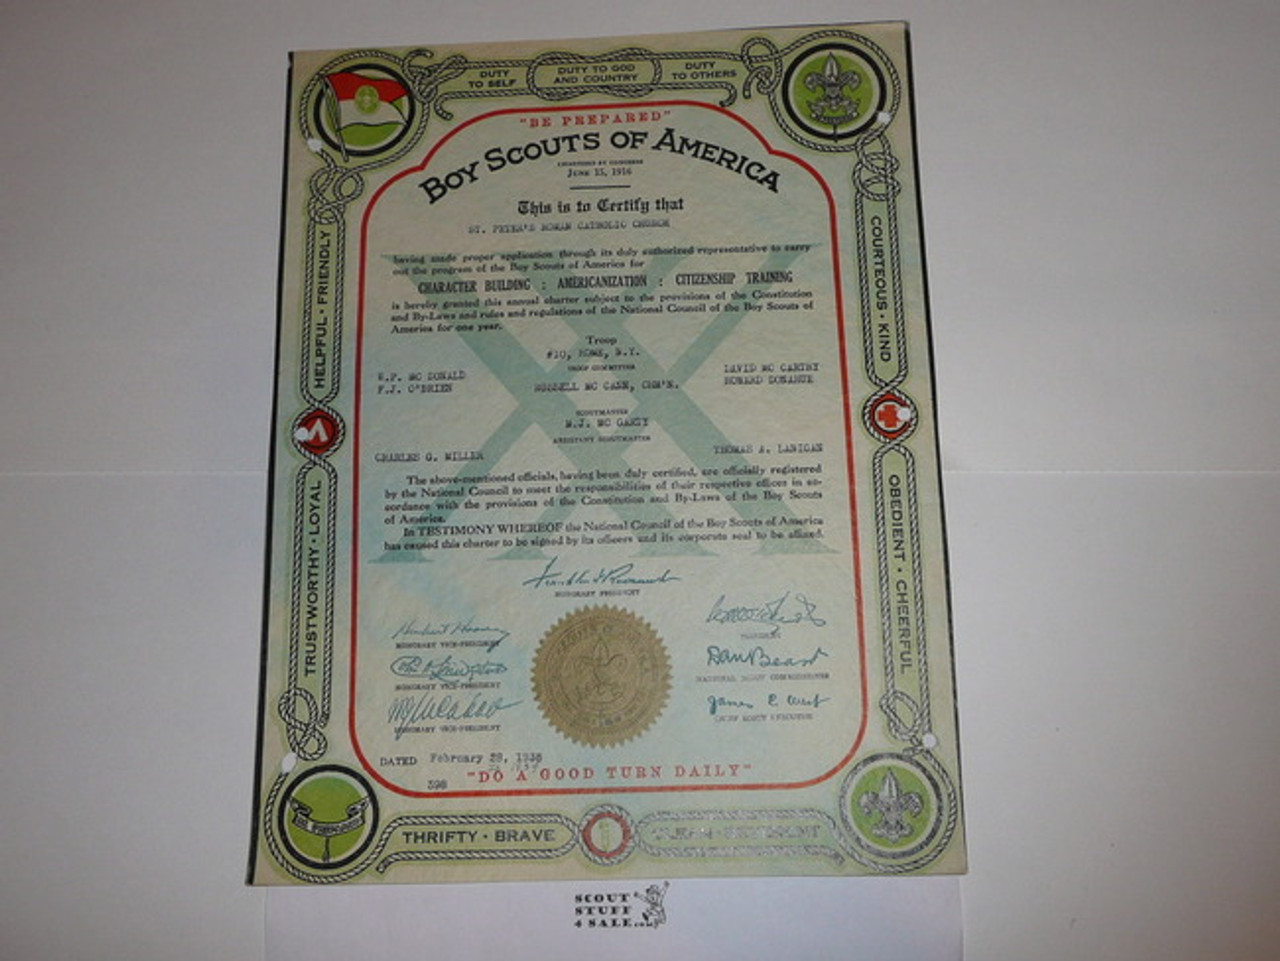 DUTY TO SELF
DUTY TO GOD AND COUNTRY
DUTY TO OTHERS
"BE PREPARED"
BOY SCOUTS OF AMERICA
CHARTERED BY CONGRESS
JUNE 15, 1916
This is to Certify that
ST. PETER'S ROMAN CATHOLIC CHURCH
having made proper application through its duly authorized representative to carry
out the program of the Boy Scouts of America for
CHARACTER BUILDING : AMERICANIZATION : CITIZENSHIP TRAINING
is hereby granted this annual charter subject to the provisions of the Constitution
and By-Laws and rules and regulations of the National Council of the Boy Scouts of
America for one year.
Troop
#10, ROME, N.Y.
TROOP COMMITTEE
W.P. MC DONALD
DAVID MC CARTHY
F.J. O'BRIEN
RUSSELL MC CANN, CHM'N.
HOWARD DONAHUE
SCOUTMASTER
M.J. MC GARTY
ASSISTANT SCOUTMASTER
CHARLES G. MILLER
THOMAS A. LANIGAN
The above-mentioned officials, having been duly certified, are officially registered
by the National Council to meet the responsibilities of their respective offices in ac-
cordance with the provisions of the Constitution and By-Laws of the Boy Scouts
of America.
In TESTIMONY WHEREOF the National Council of the Boy Scouts of America
has caused this charter to be signed by its officers and its corporate seal to be affixed.
Franklin D Roosevelt
HONORARY PRESIDENT
Herbert Hoover
HONORARY VICE-PRESIDENT
PRESIDENT
HONORARY VICE-PRESIDENT
Dan Beard
NATIONAL SCOUT COMMISSIONER
HONORARY VICE-PRESIDENT
James E. West
CHIEF SCOUT EXECUTIVE
DATED February 28, 1938
"DO A GOOD TURN DAILY"
398
HELPFUL · FRIENDLY
TRUSTWORTHY · LOYAL
COURTEOUS · KIND
OBEDIENT · CHEERFUL
BE PREPARED
THRIFTY · BRAVE
CLEAN · REVERENT
SCOUT
STUFF
4 SALE.com